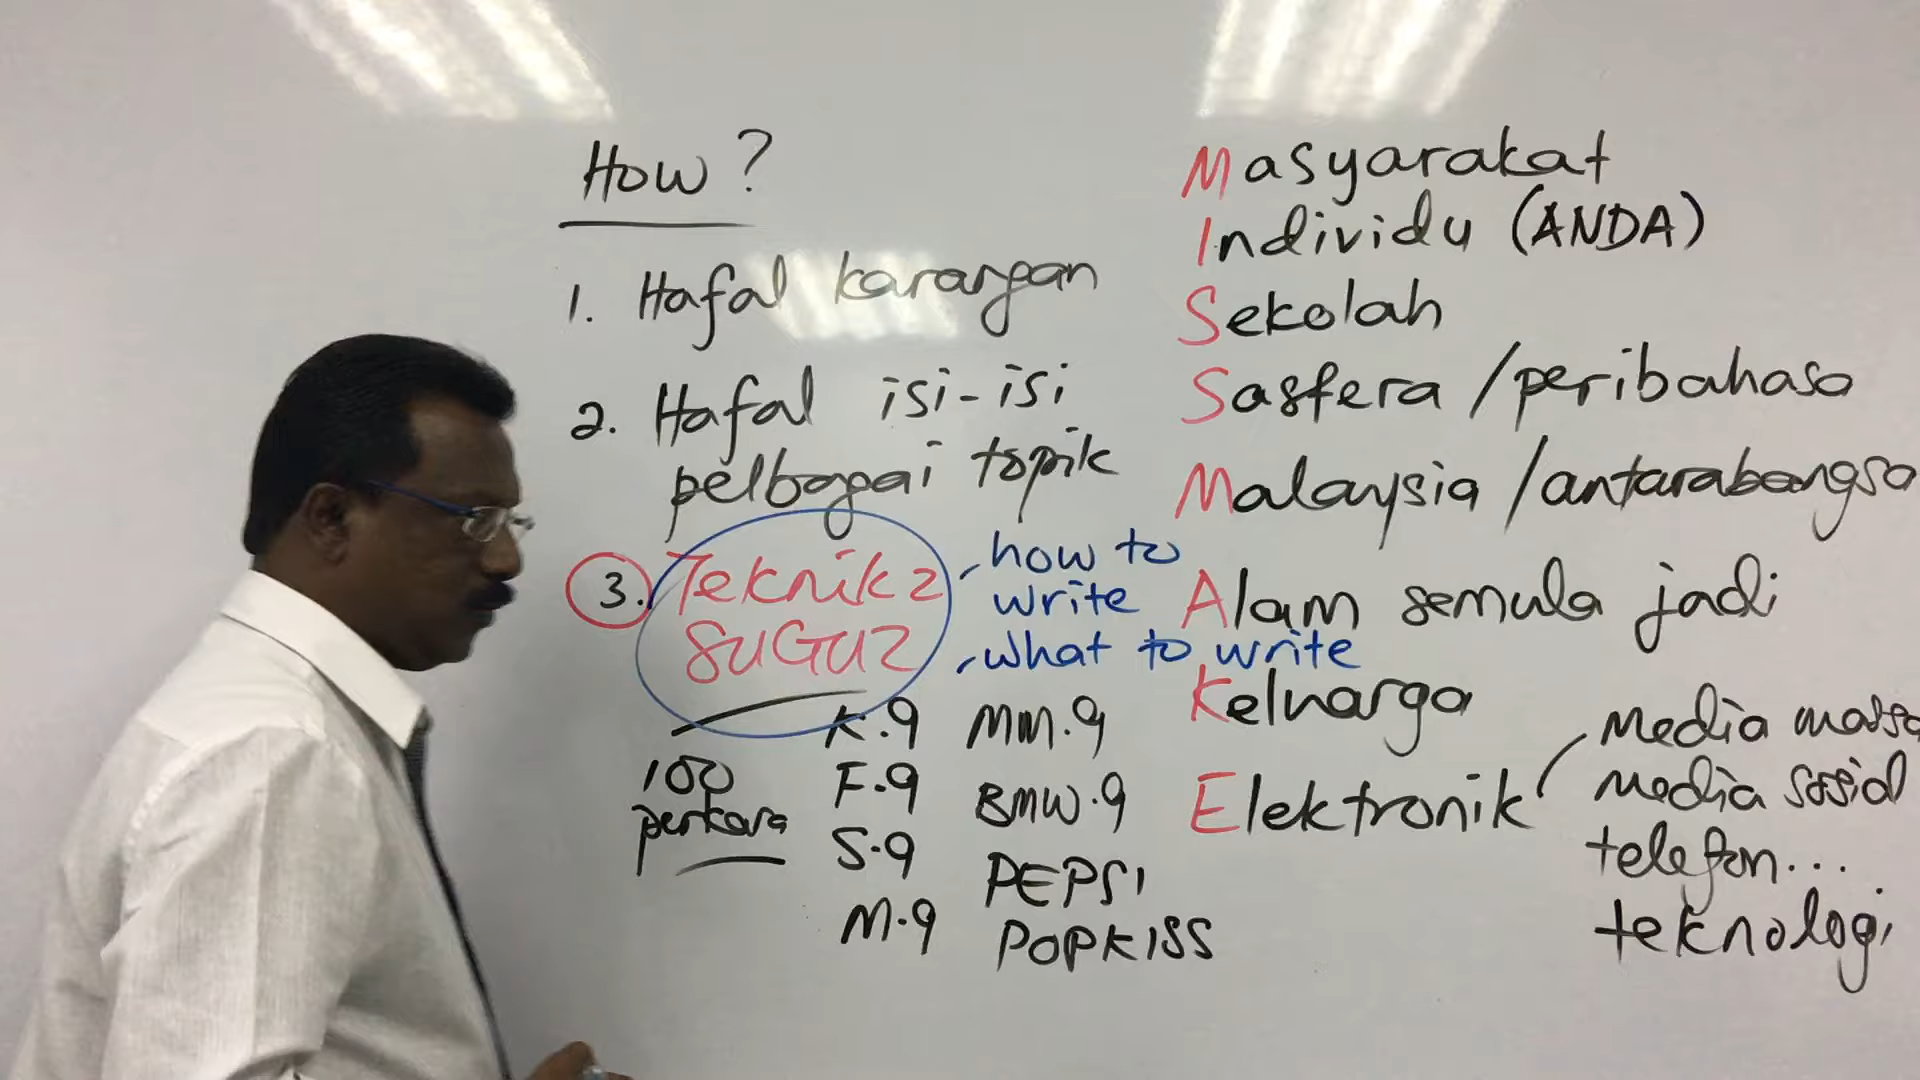 How?
1. Hafal karangan
2. Hafal isi-isi
pelbagai topik
3. Teknik2
SUGU2
how to
write
what to write
100
perkara
K.9
F.9
S.9
M.9
MM.9
BMW.9
PEPSI
POPKISS
Masyarakat
Individu (ANDA)
Sekolah
Sasfera /peribahasa
Malaysia /antarabangsa
Alam semula jadi
Keluarga
Elektronik
media massa
media sosial
telefon...
teknologi